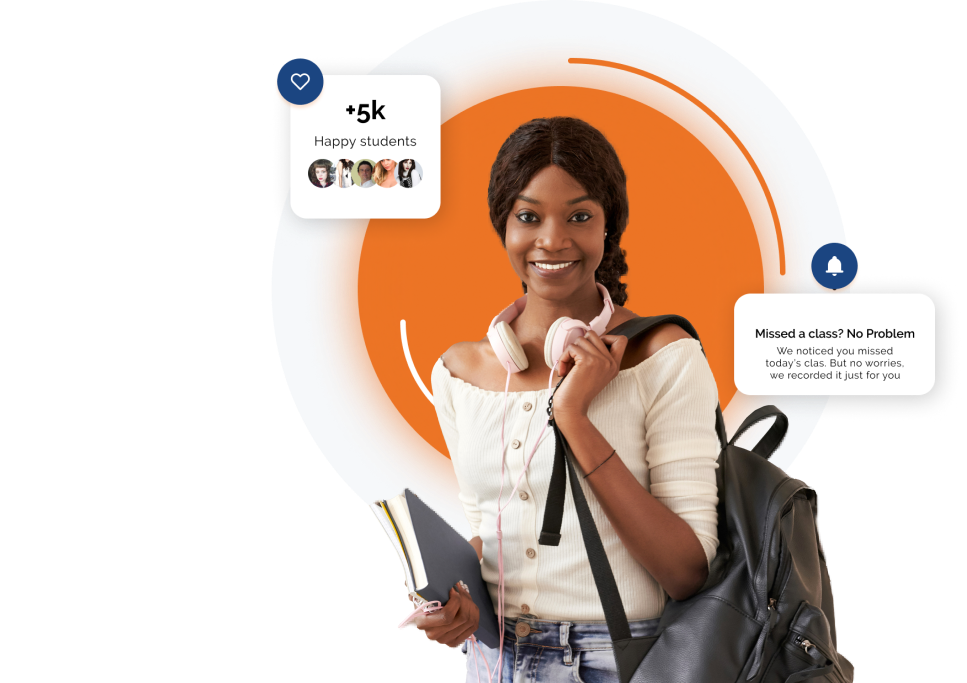 +5k
Happy students
Missed a class? No Problem
We noticed you missed
today's clas. But no worries,
we recorded it just for you